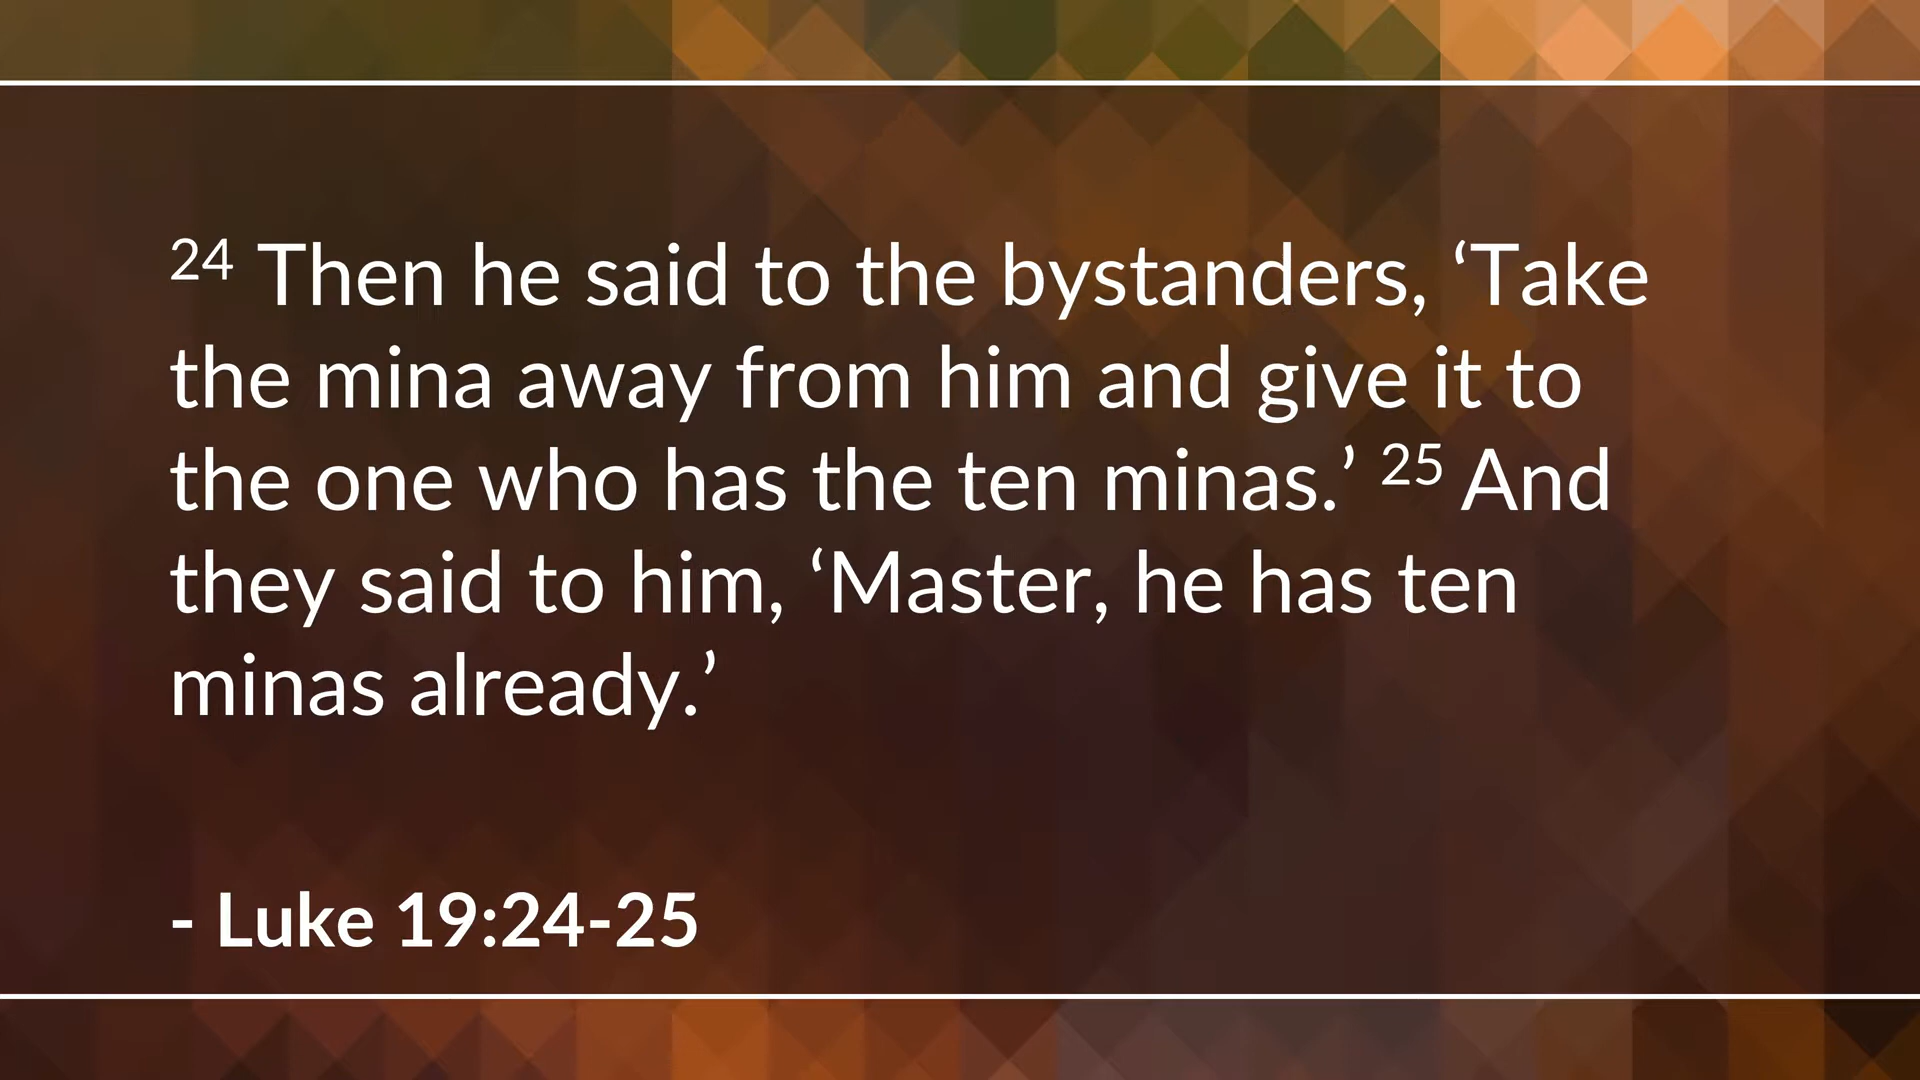 24 Then he said to the bystanders, ‘Take
the mina away from him and give it to
the one who has the ten minas.’ 25 And
they said to him, ‘Master, he has ten
minas already.’
- Luke 19:24-25